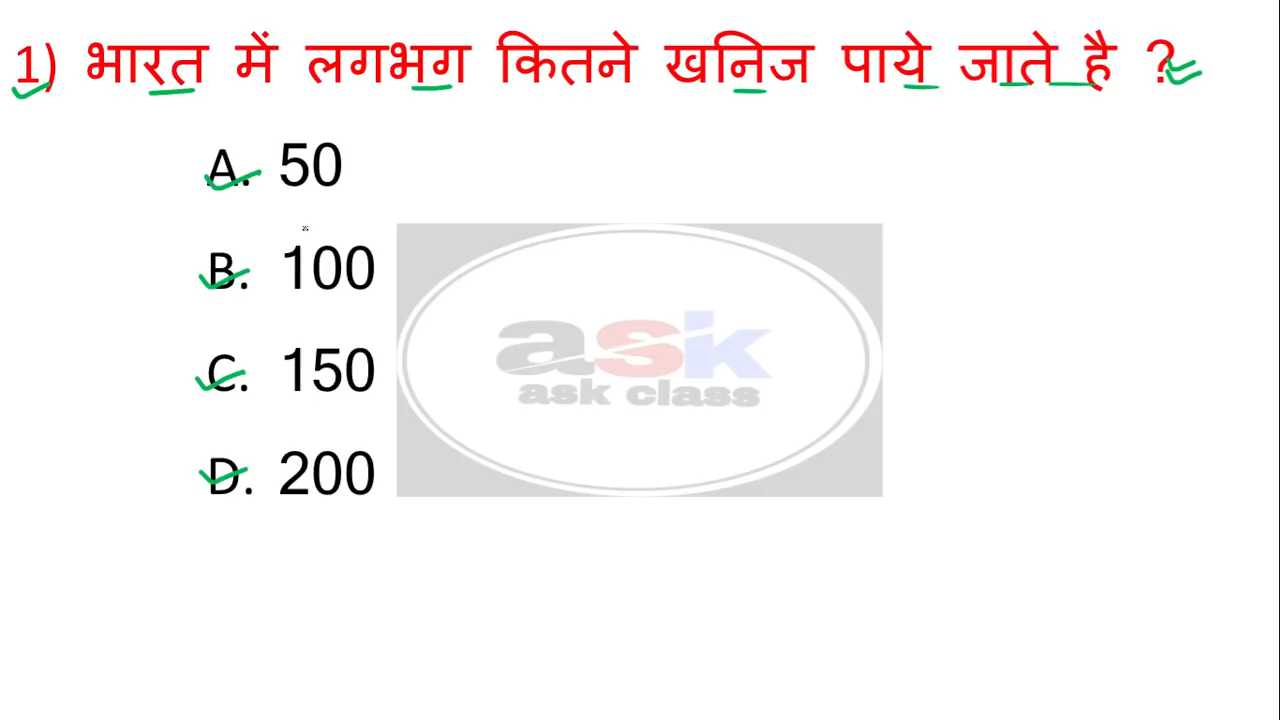 1) भारत में लगभग कितने खनिज पाये जाते है ?
A. 50
B. 100
C. 150
D. 200
ask
ask class